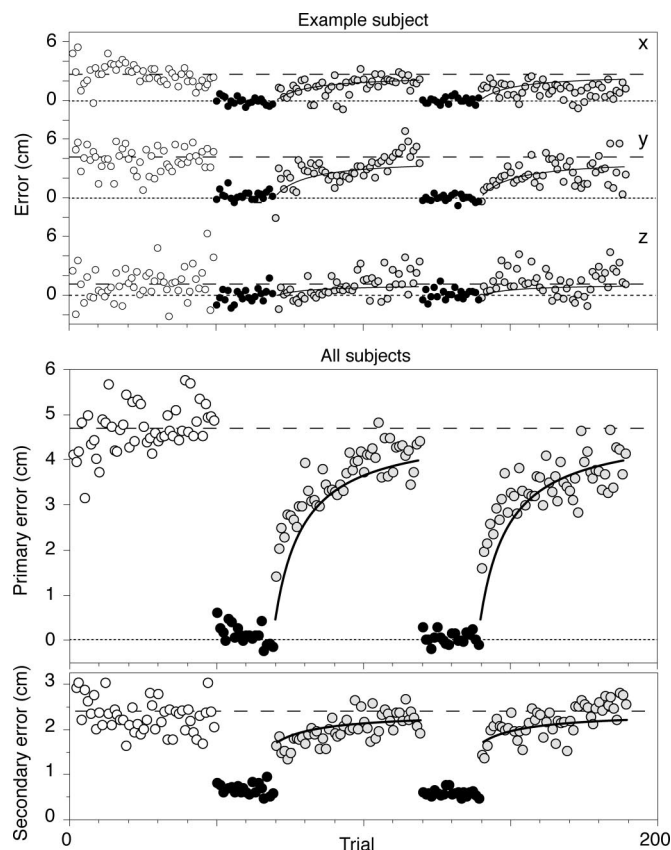 Example subject
6
x
0
6
y
0
6
z
0
Error (cm)
All subjects
6
5
4
3
2
1
0
Primary error (cm)
3
2
1
0
Secondary error (cm)
0
Trial
200